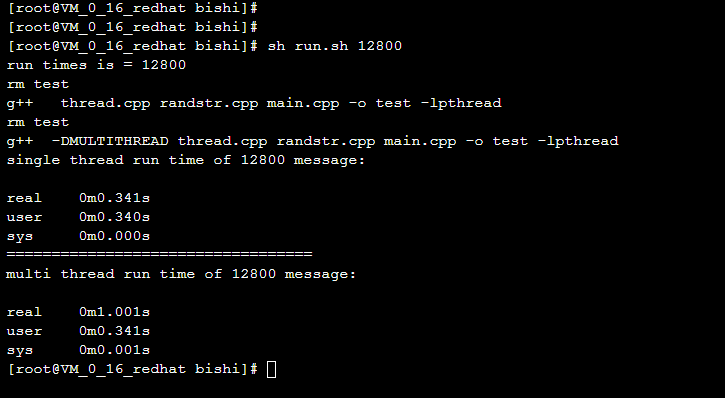 [root@VM_0_16_redhat bishi]#
[root@VM_0_16_redhat bishi]#
[root@VM_0_16_redhat bishi]# sh run.sh 12800
run times is = 12800
rm test
g++   thread.cpp randstr.cpp main.cpp -o test -lpthread
rm test
g++  -DMULTITHREAD thread.cpp randstr.cpp main.cpp -o test -lpthread
single thread run time of 12800 message:

real    0m0.341s
user    0m0.340s
sys     0m0.000s
==================================
multi thread run time of 12800 message:

real    0m1.001s
user    0m0.341s
sys     0m0.001s
[root@VM_0_16_redhat bishi]#